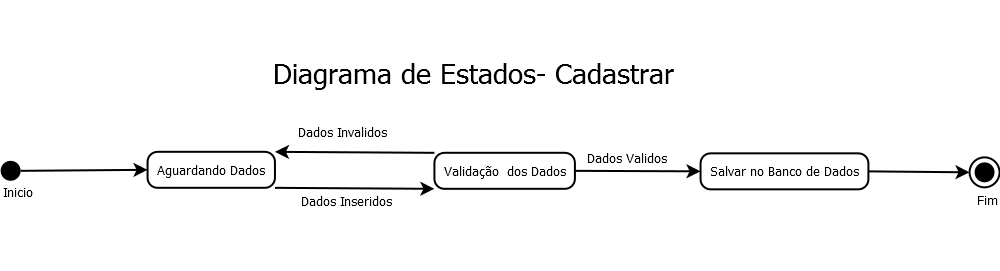 Diagrama de Estados- Cadastrar
Dados Invalidos
Dados Validos
Aguardando Dados
Validação dos Dados
Salvar no Banco de Dados
Inicio
Dados Inseridos
Fim